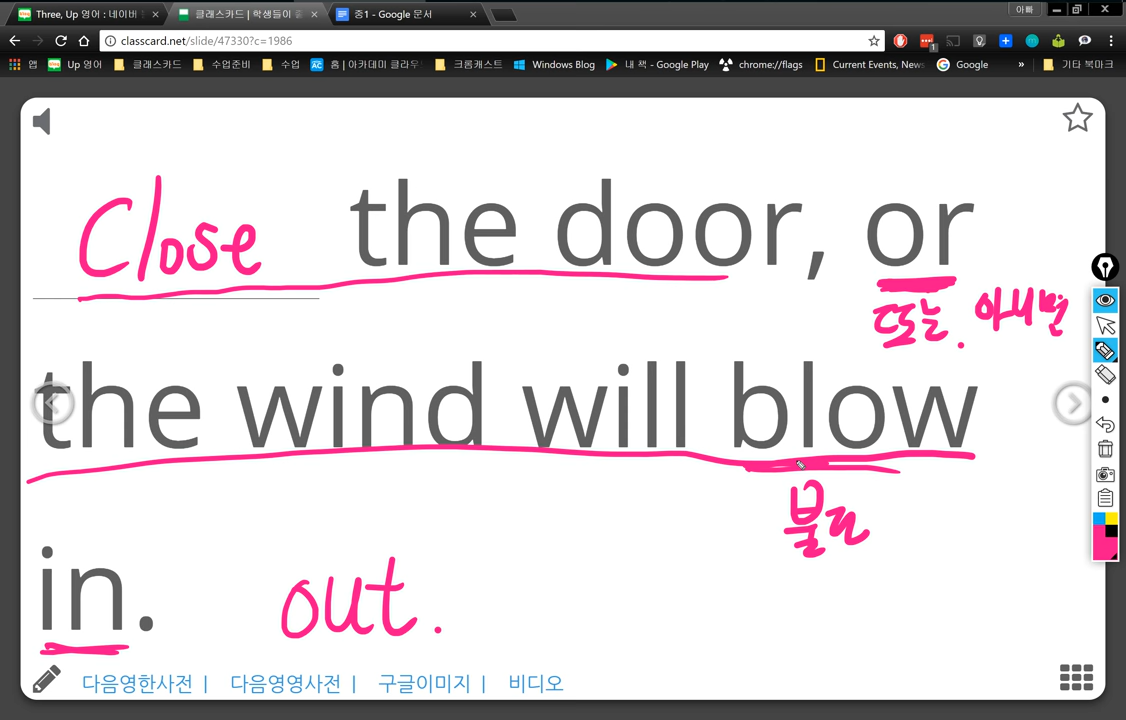 Three, Up 영어 : 네이버
클래스카드 | 학생들이 즐
중1 - Google 문서
아빠
classcard.net/slide/47330?c=1986
1
앱 Up 영어 클래스카드 수업준비 수업 홈 | 아카데미 클라우 크롬캐스트 Windows Blog 내 책 - Google Play chrome://flags Current Events, News Google » 기타 북마크
Close the door, or
또는. 아니면
the wind will blow
불다
in. out.
다음영한사전 | 다음영영사전 | 구글이미지 | 비디오